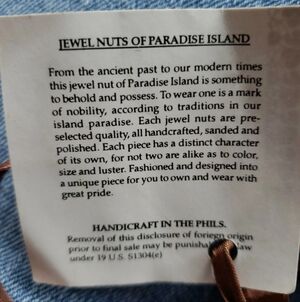 JEWEL NUTS OF PARADISE ISLAND
From the ancient past to our modern times
this jewel nut of Paradise Island is something
to behold and possess. To wear one is a mark
of nobility, according to traditions in our
island paradise. Each jewel nuts are pre-
selected quality, all handcrafted, sanded and
polished. Each piece has a distinct character
of its own, for not two are alike as to color,
size and luster. Fashioned and designed into
a unique piece for you to own and wear with
great pride.
HANDICRAFT IN THE PHILS.
Removal of this disclosure of foriegn origin
prior to final sale may be law
under 19 U.S. S1304(e)